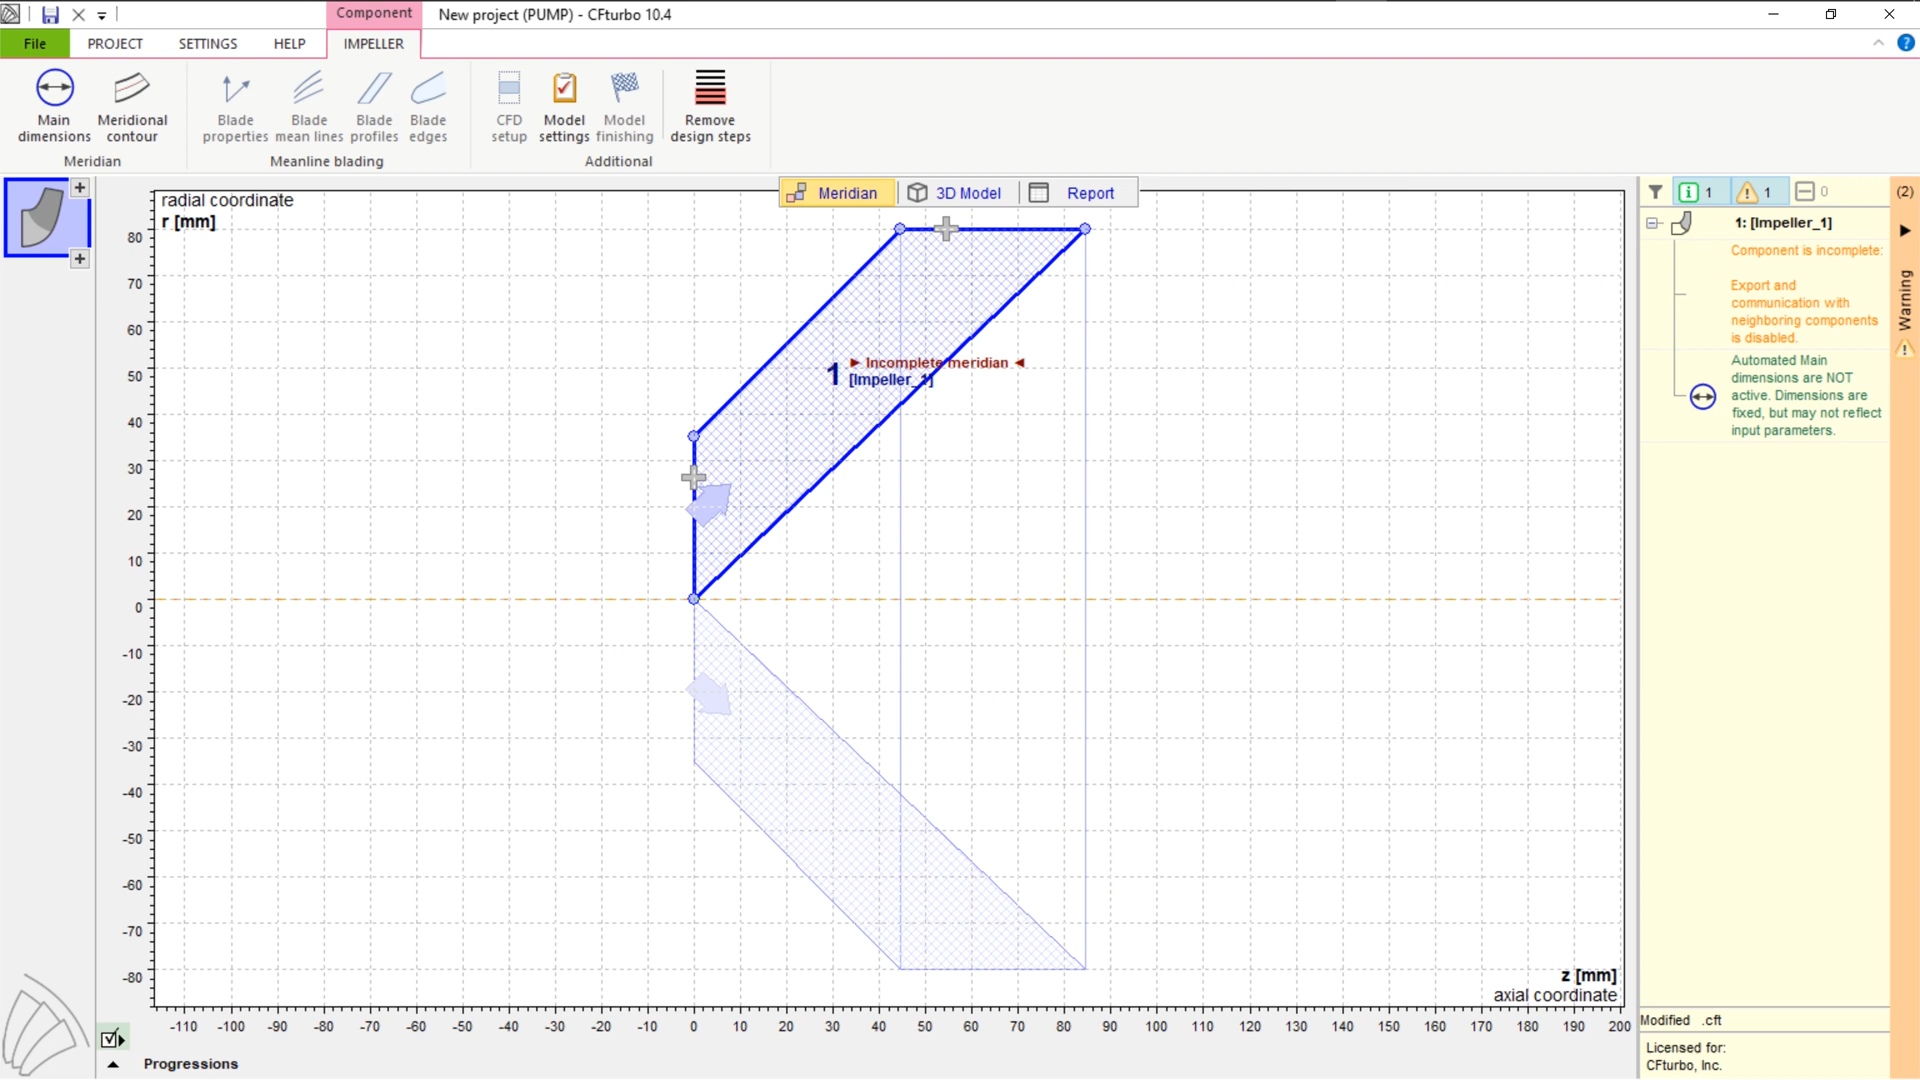 Component
New project (PUMP) - CFturbo 10.4
File
PROJECT
SETTINGS
HELP
IMPELLER
Main
dimensions
Meridional
contour
Meridian
Blade
properties
Blade
mean lines
Blade
profiles
Blade
edges
Meanline blading
CFD
setup
Model
settings
Model
finishing
Remove
design steps
Additional
radial coordinate
r [mm]
Meridian
3D Model
Report
80
70
60
50
40
30
20
10
0
-10
-20
-30
-40
-50
-60
-70
-80
1
► Incomplete meridian ◄
[Impeller_1]
z [mm]
axial coordinate
-110 -100 -90 -80 -70 -60 -50 -40 -30 -20 -10 0 10 20 30 40 50 60 70 80 90 100 110 120 130 140 150 160 170 180 190 200
Progressions
1
1
0
(2)
1: [Impeller_1]
Component is incomplete:
Export and
communication with
neighboring components
is disabled.
Automated Main
dimensions are NOT
active. Dimensions are
fixed, but may not reflect
input parameters.
Warning
Modified .cft
Licensed for:
CFturbo, Inc.